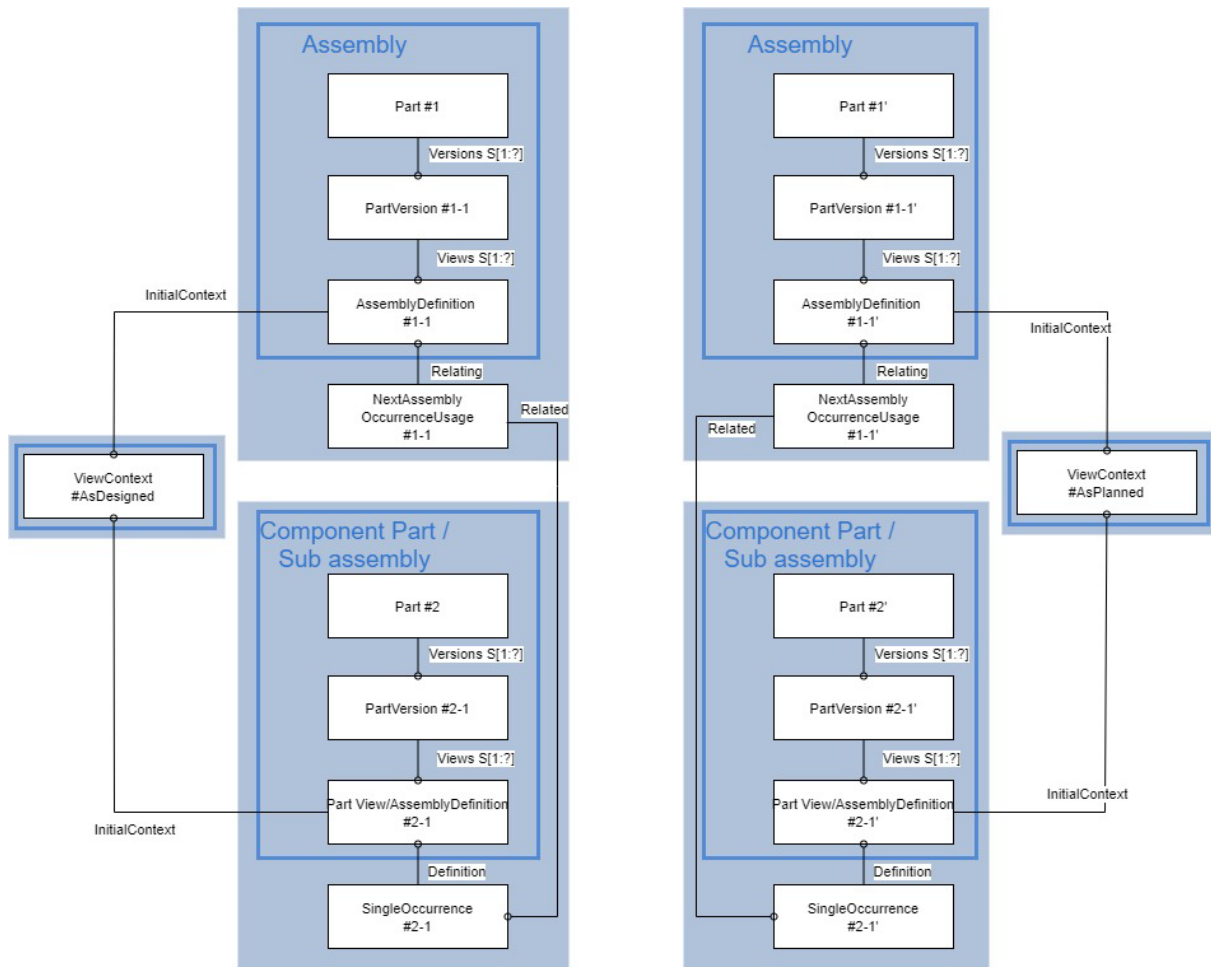 Assembly
Part #1
Versions S[1:?]
PartVersion #1-1
Views S[1:?]
AssemblyDefinition
#1-1
InitialContext
Relating
NextAssembly
OccurrenceUsage
#1-1
Related
ViewContext
#AsDesigned
Component Part /
Sub assembly
Part #2
Versions S[1:?]
PartVersion #2-1
Views S[1:?]
Part View/AssemblyDefinition
#2-1
InitialContext
Definition
SingleOccurrence
#2-1
Assembly
Part #1'
Versions S[1:?]
PartVersion #1-1'
Views S[1:?]
AssemblyDefinition
#1-1'
InitialContext
Relating
NextAssembly
OccurrenceUsage
#1-1'
Related
ViewContext
#AsPlanned
Component Part /
Sub assembly
Part #2'
Versions S[1:?]
PartVersion #2-1'
Views S[1:?]
Part View/AssemblyDefinition
#2-1'
InitialContext
Definition
SingleOccurrence
#2-1'